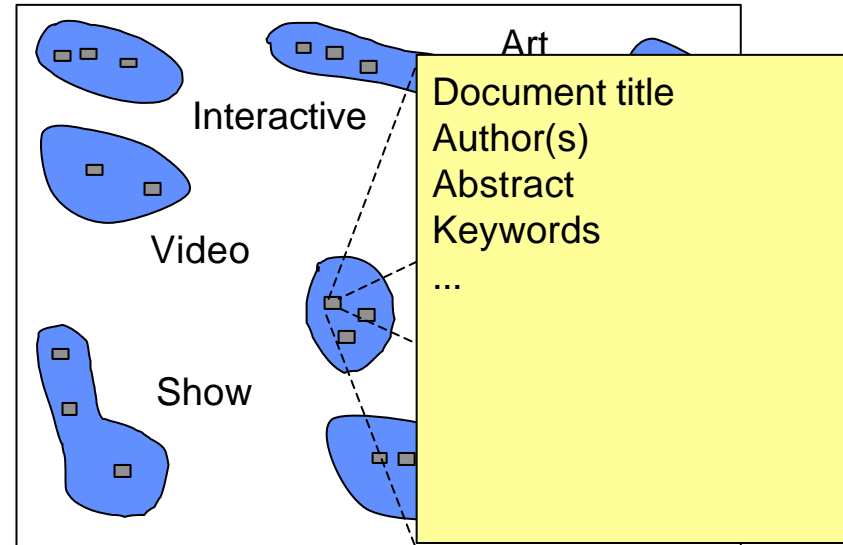 Art
Interactive
Video
Show
Document title
Author(s)
Abstract
Keywords
...